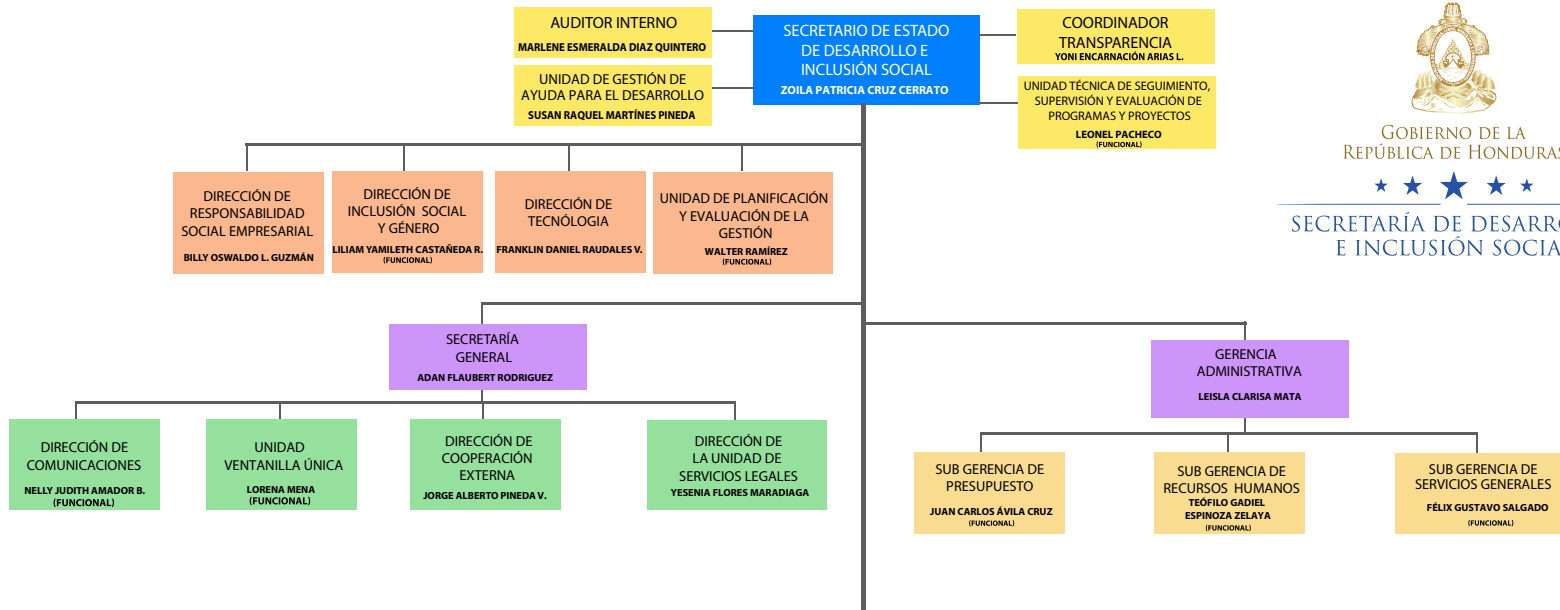 AUDITOR INTERNO
MARLENE ESMERALDA DIAZ QUINTERO
UNIDAD DE GESTIÓN DE
AYUDA PARA EL DESARROLLO
SUSAN RAQUEL MARTÍNES PINEDA
SECRETARIO DE ESTADO
DE DESARROLLO E
INCLUSIÓN SOCIAL
ZOILA PATRICIA CRUZ CERRATO
COORDINADOR
TRANSPARENCIA
YONI ENCARNACIÓN ARIAS L.
UNIDAD TÉCNICA DE SEGUIMIENTO,
SUPERVISIÓN Y EVALUACIÓN DE
PROGRAMAS Y PROYECTOS
LEONEL PACHECO
(FUNCIONAL)
GOBIERNO DE LA
REPÚBLICA DE HONDURAS
SECRETARÍA DE DESARRO
E INCLUSIÓN SOCIA
DIRECCIÓN DE
RESPONSABILIDAD
SOCIAL EMPRESARIAL
BILLY OSWALDO L. GUZMÁN
DIRECCIÓN DE
INCLUSIÓN SOCIAL
Y GÉNERO
LILIAM YAMILETH CASTAÑEDA R.
(FUNCIONAL)
DIRECCIÓN DE
TECNÓLOGIA
FRANKLIN DANIEL RAUDALES V.
UNIDAD DE PLANIFICACIÓN
Y EVALUACIÓN DE LA
GESTIÓN
WALTER RAMÍREZ
(FUNCIONAL)
SECRETARÍA
GENERAL
ADAN FLAUBERT RODRIGUEZ
GERENCIA
ADMINISTRATIVA
LEISLA CLARISA MATA
DIRECCIÓN DE
COMUNICACIONES
NELLY JUDITH AMADOR B.
(FUNCIONAL)
UNIDAD
VENTANILLA ÚNICA
LORENA MENA
(FUNCIONAL)
DIRECCIÓN DE
COOPERACIÓN
EXTERNA
JORGE ALBERTO PINEDA V.
DIRECCIÓN DE
LA UNIDAD DE
SERVICIOS LEGALES
YESENIA FLORES MARADIAGA
SUB GERENCIA DE
PRESUPUESTO
JUAN CARLOS ÁVILA CRUZ
(FUNCIONAL)
SUB GERENCIA DE
RECURSOS HUMANOS
TEÓFILO GADIEL
ESPINOZA ZELAYA
(FUNCIONAL)
SUB GERENCIA DE
SERVICIOS GENERALES
FÉLIX GUSTAVO SALGADO
(FUNCIONAL)